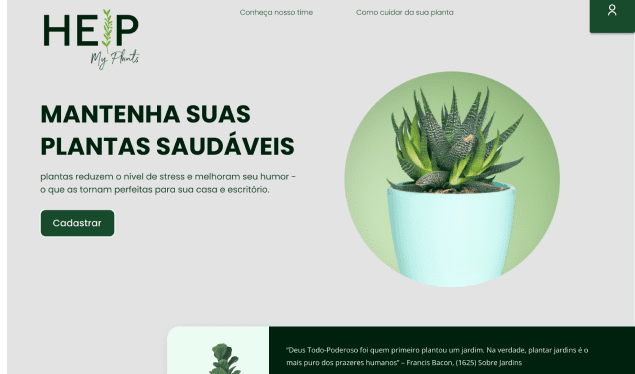 HELP
My Plants
Conheça nosso time
Como cuidar da sua planta
MANTENHA SUAS
PLANTAS SAUDÁVEIS
plantas reduzem o nível de stress e melhoram seu humor -
o que as tornam perfeitas para sua casa e escritório.
Cadastrar
“Deus Todo-Poderoso foi quem primeiro plantou um jardim. Na verdade, plantar jardins é o
mais puro dos prazeres humanos” – Francis Bacon, (1625) Sobre Jardins